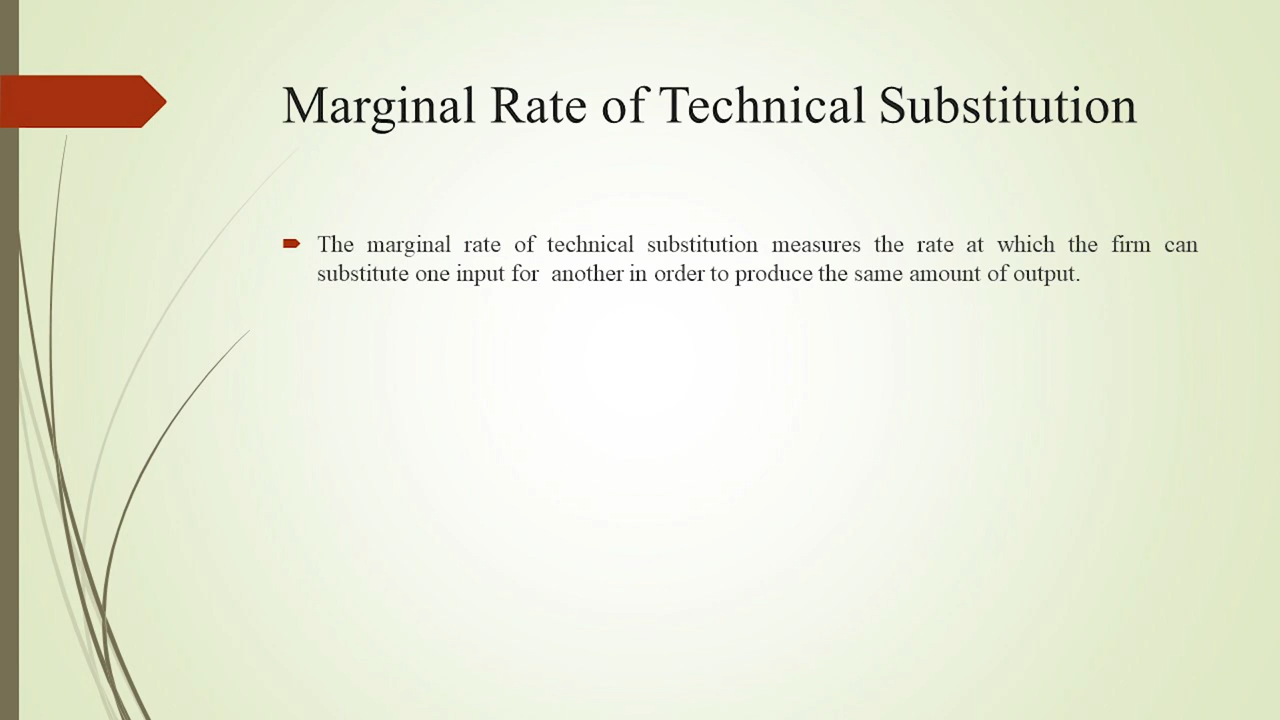 Marginal Rate of Technical Substitution
The marginal rate of technical substitution measures the rate at which the firm can
substitute one input for another in order to produce the same amount of output.